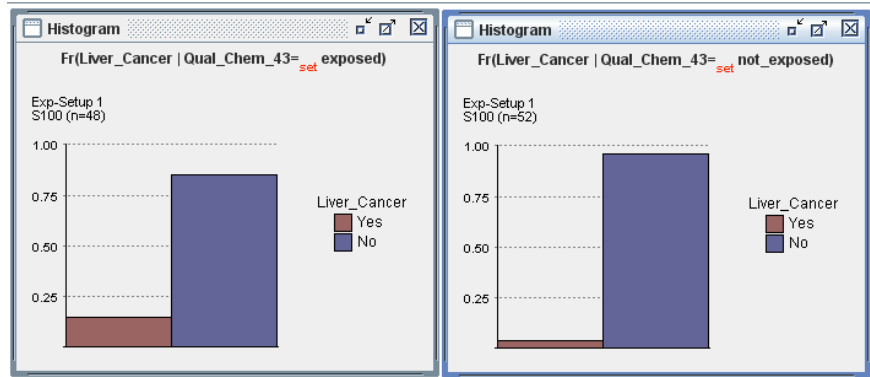 Histogram
Fr(Liver_Cancer | Qual_Chem_43=set exposed)
Exp-Setup 1
S100 (n=48)
1.00
0.75
0.50
0.25
Liver_Cancer
Yes
No
Histogram
Fr(Liver_Cancer | Qual_Chem_43=set not_exposed)
Exp-Setup 1
S100 (n=52)
1.00
0.75
0.50
0.25
Liver_Cancer
Yes
No